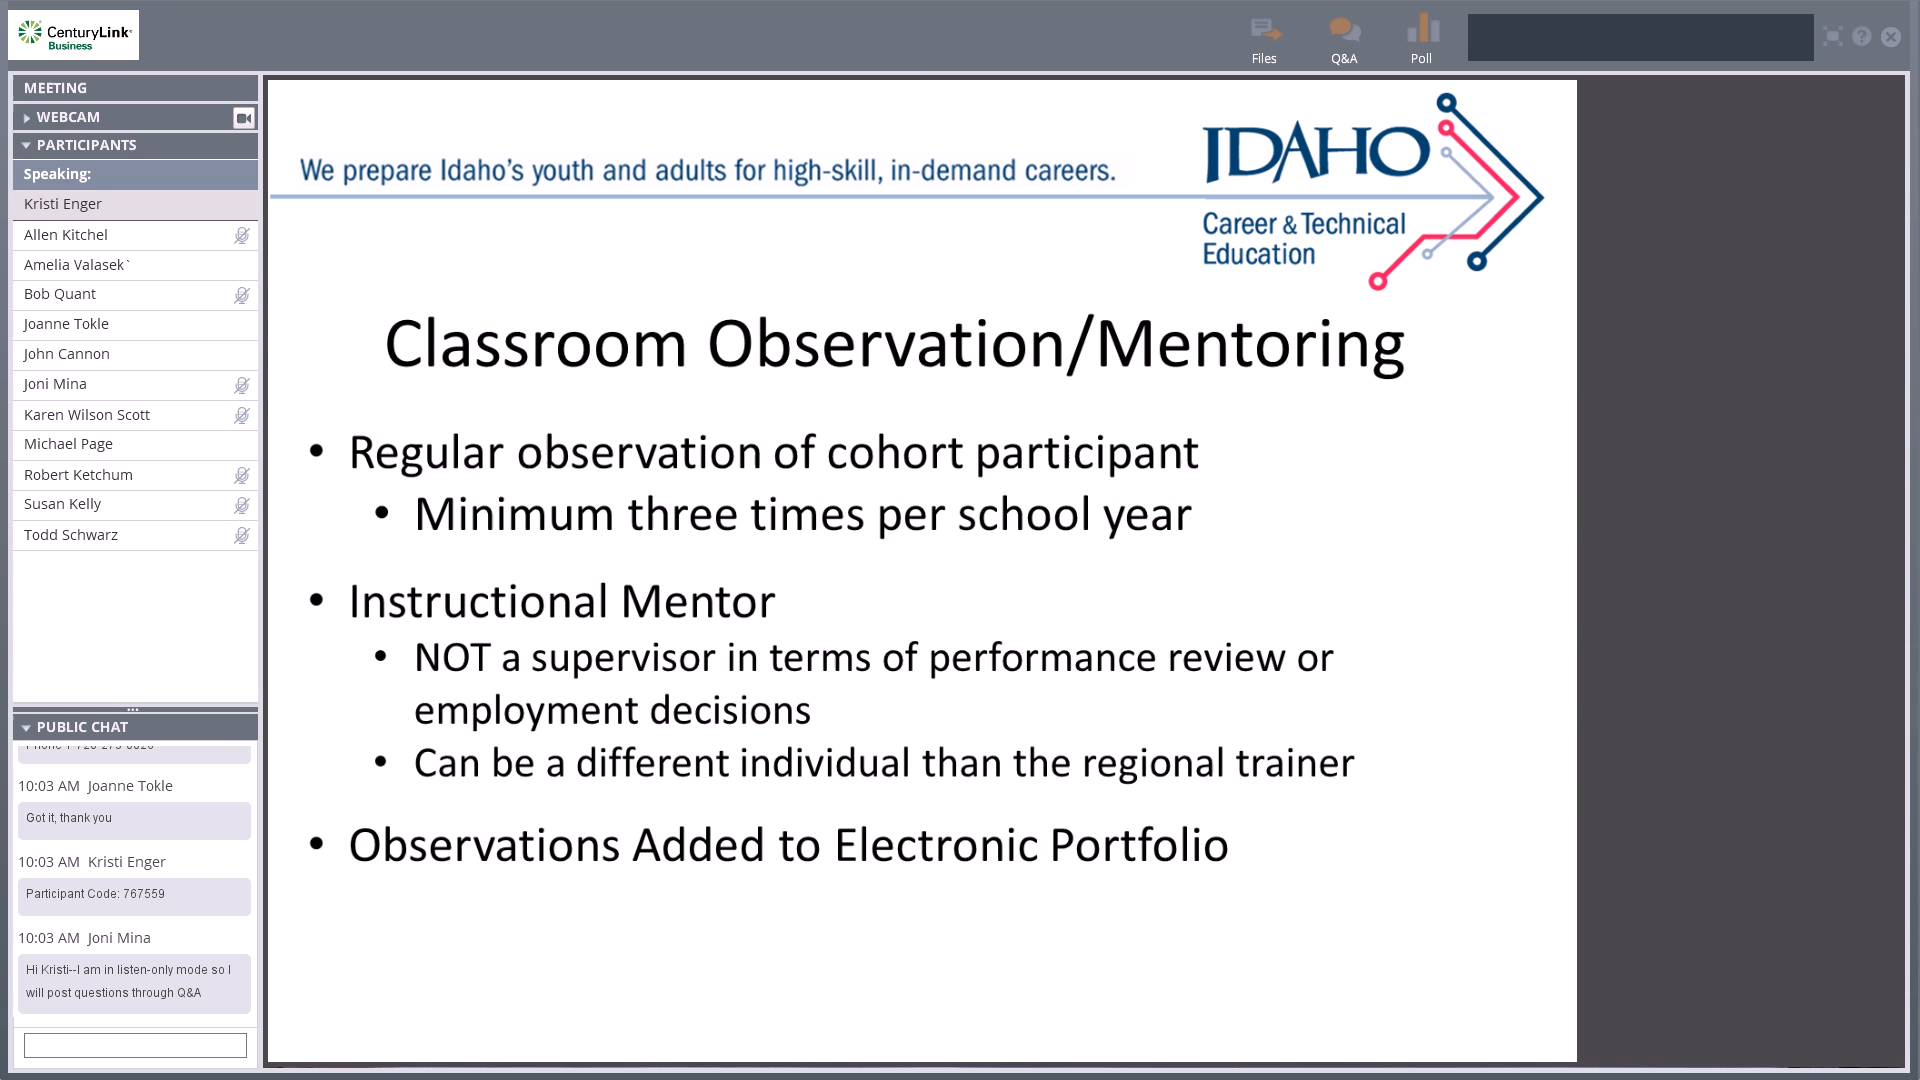 CenturyLink
Business
Files
Q&A
Poll
MEETING
WEBCAM
PARTICIPANTS
Speaking:
Kristi Enger
Allen Kitchel
Amelia Valasek`
Bob Quant
Joanne Tokle
John Cannon
Joni Mina
Karen Wilson Scott
Michael Page
Robert Ketchum
Susan Kelly
Todd Schwarz
PUBLIC CHAT
10:03 AM Joanne Tokle
Got it, thank you
10:03 AM Kristi Enger
Participant Code: 767559
10:03 AM Joni Mina
Hi Kristi--I am in listen-only mode so I
will post questions through Q&A
We prepare Idaho's youth and adults for high-skill, in-demand careers.
IDAHO
Career & Technical
Education
Classroom Observation/Mentoring
• Regular observation of cohort participant
• Minimum three times per school year
• Instructional Mentor
• NOT a supervisor in terms of performance review or
employment decisions
• Can be a different individual than the regional trainer
• Observations Added to Electronic Portfolio